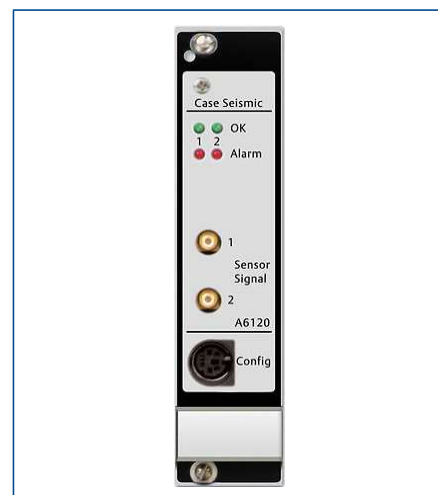 Case Seismic
OK
1 2
Alarm
1
Sensor
Signal
2
A6120
Config